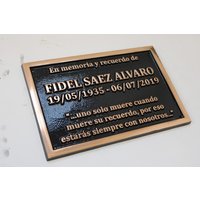 En memoria y recuerdo de
FIDEL SAEZ ALVARO
19/05/1935 - 06/07/2019
"...uno solo muere cuando
muere su recuerdo, por eso
estarás siempre con nosotros..."